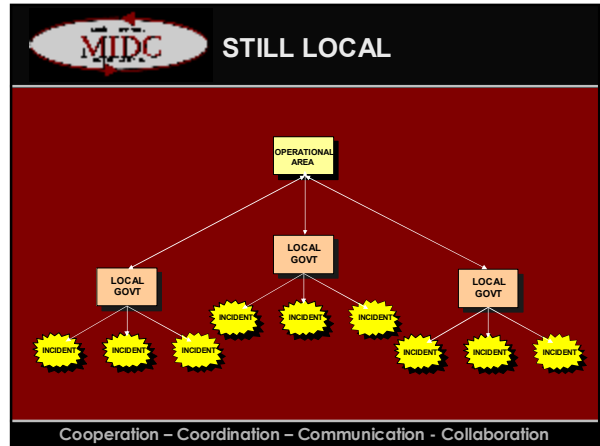 MIDC
STILL LOCAL
OPERATIONAL
AREA
LOCAL
GOVT
LOCAL
GOVT
LOCAL
GOVT
INCIDENT
INCIDENT
INCIDENT
INCIDENT
INCIDENT
INCIDENT
INCIDENT
INCIDENT
INCIDENT
Cooperation – Coordination – Communication - Collaboration